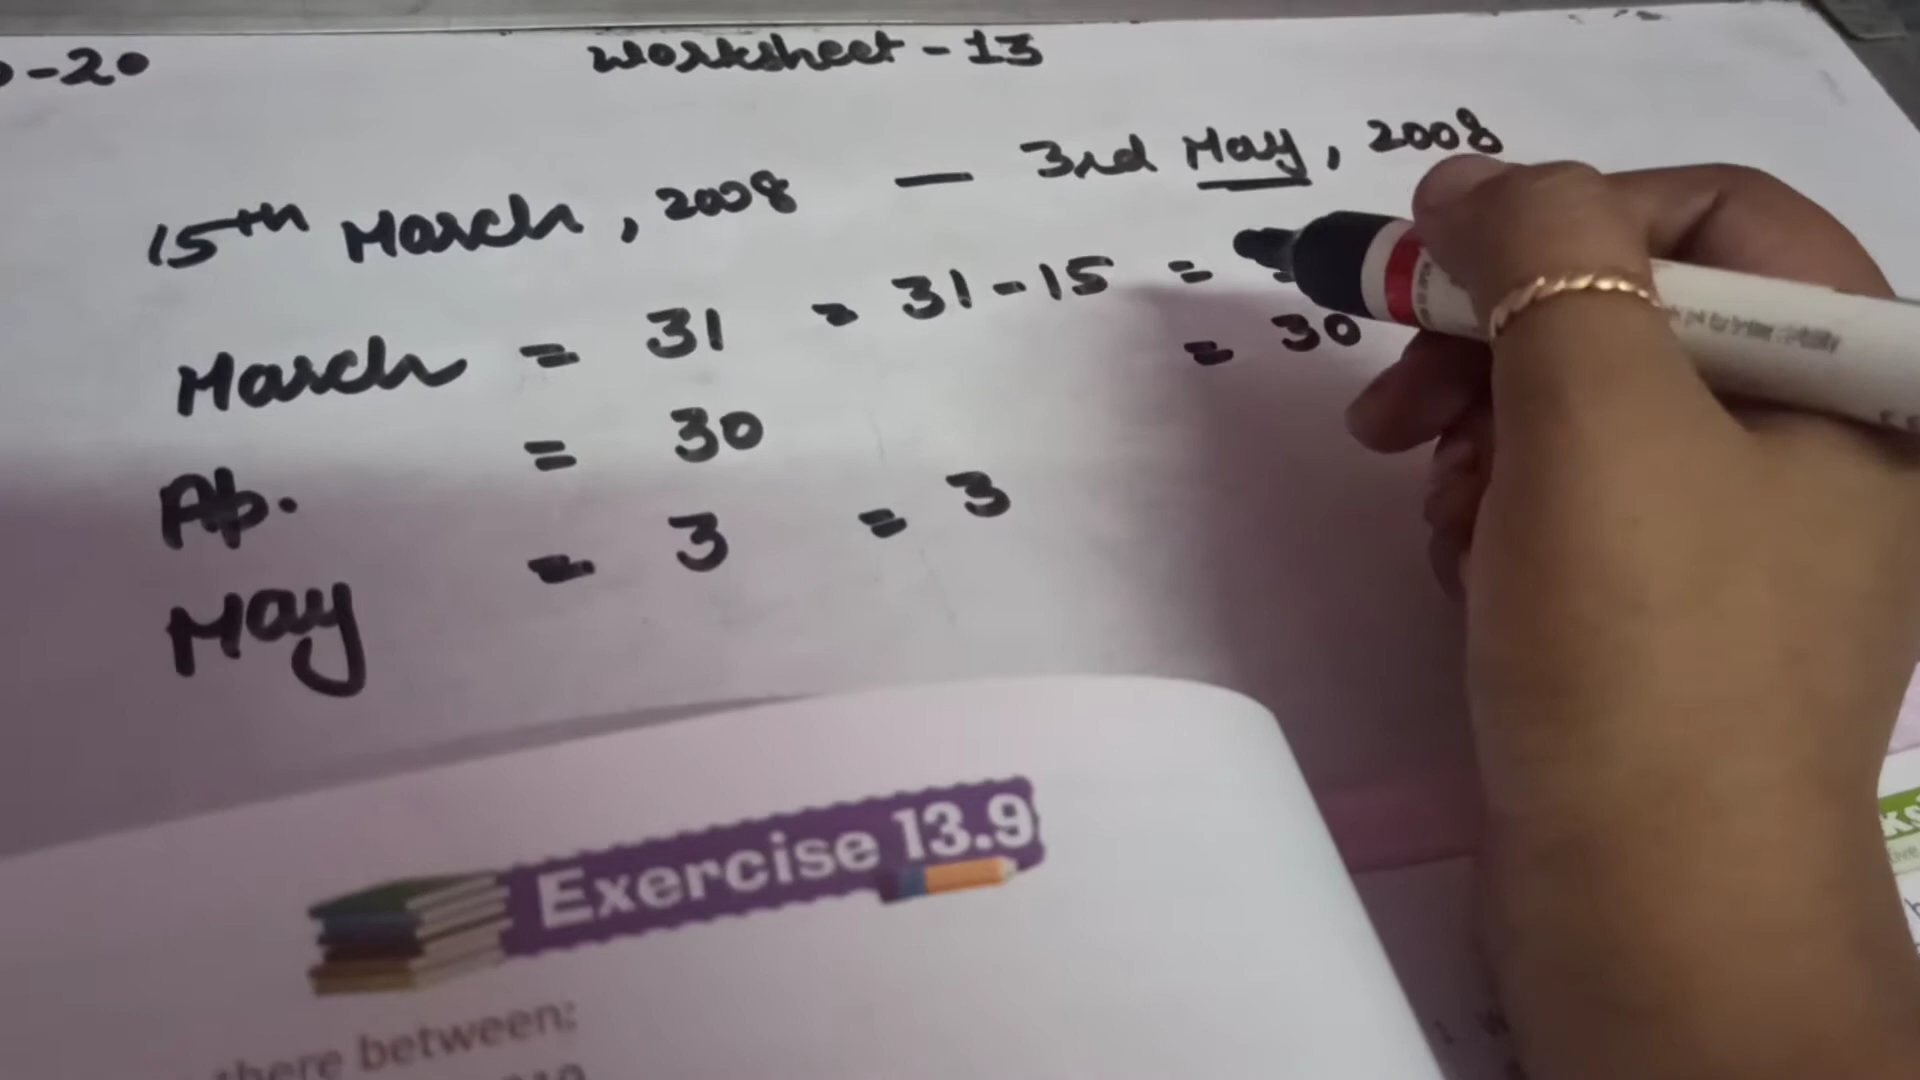 -20 Worksheet - 13
15th March, 2008 — 3rd May, 2008
March = 31 = 31-15 =
= 30
Ap. = 30
May = 3 = 3
Exercise 13.9
there between: